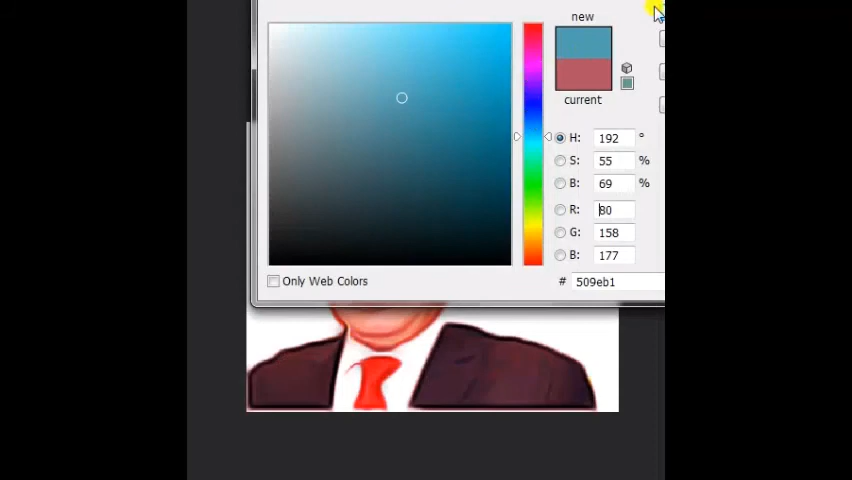 new
current
H: 192 °
S: 55 %
B: 69 %
R: 80
G: 158
B: 177
Only Web Colors
# 509eb1